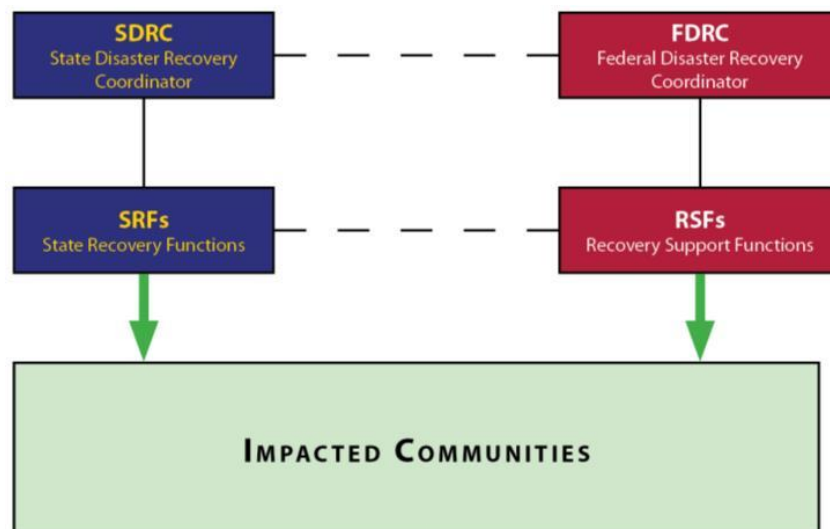 SDRC
State Disaster Recovery
Coordinator
FDRC
Federal Disaster Recovery
Coordinator
SRFs
State Recovery Functions
RSFs
Recovery Support Functions
IMPACTED COMMUNITIES